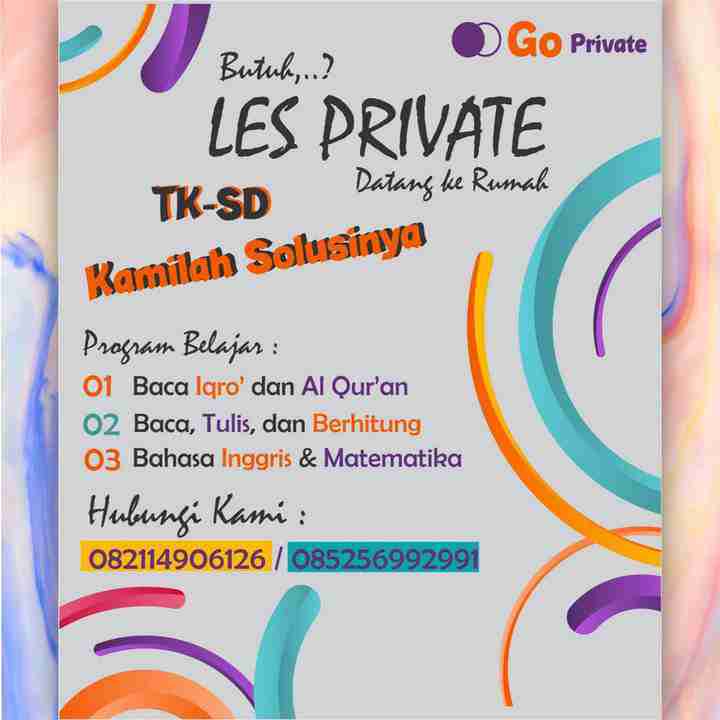 Go Private
Butuh,..?
LES PRIVATE
Datang ke Rumah
TK-SD
Kamilah Solusinya
Program Belajar :
01 Baca Iqro' dan Al Qur'an
02 Baca, Tulis, dan Berhitung
03 Bahasa Inggris & Matematika
Hubungi Kami :
082114906126 / 085256992991